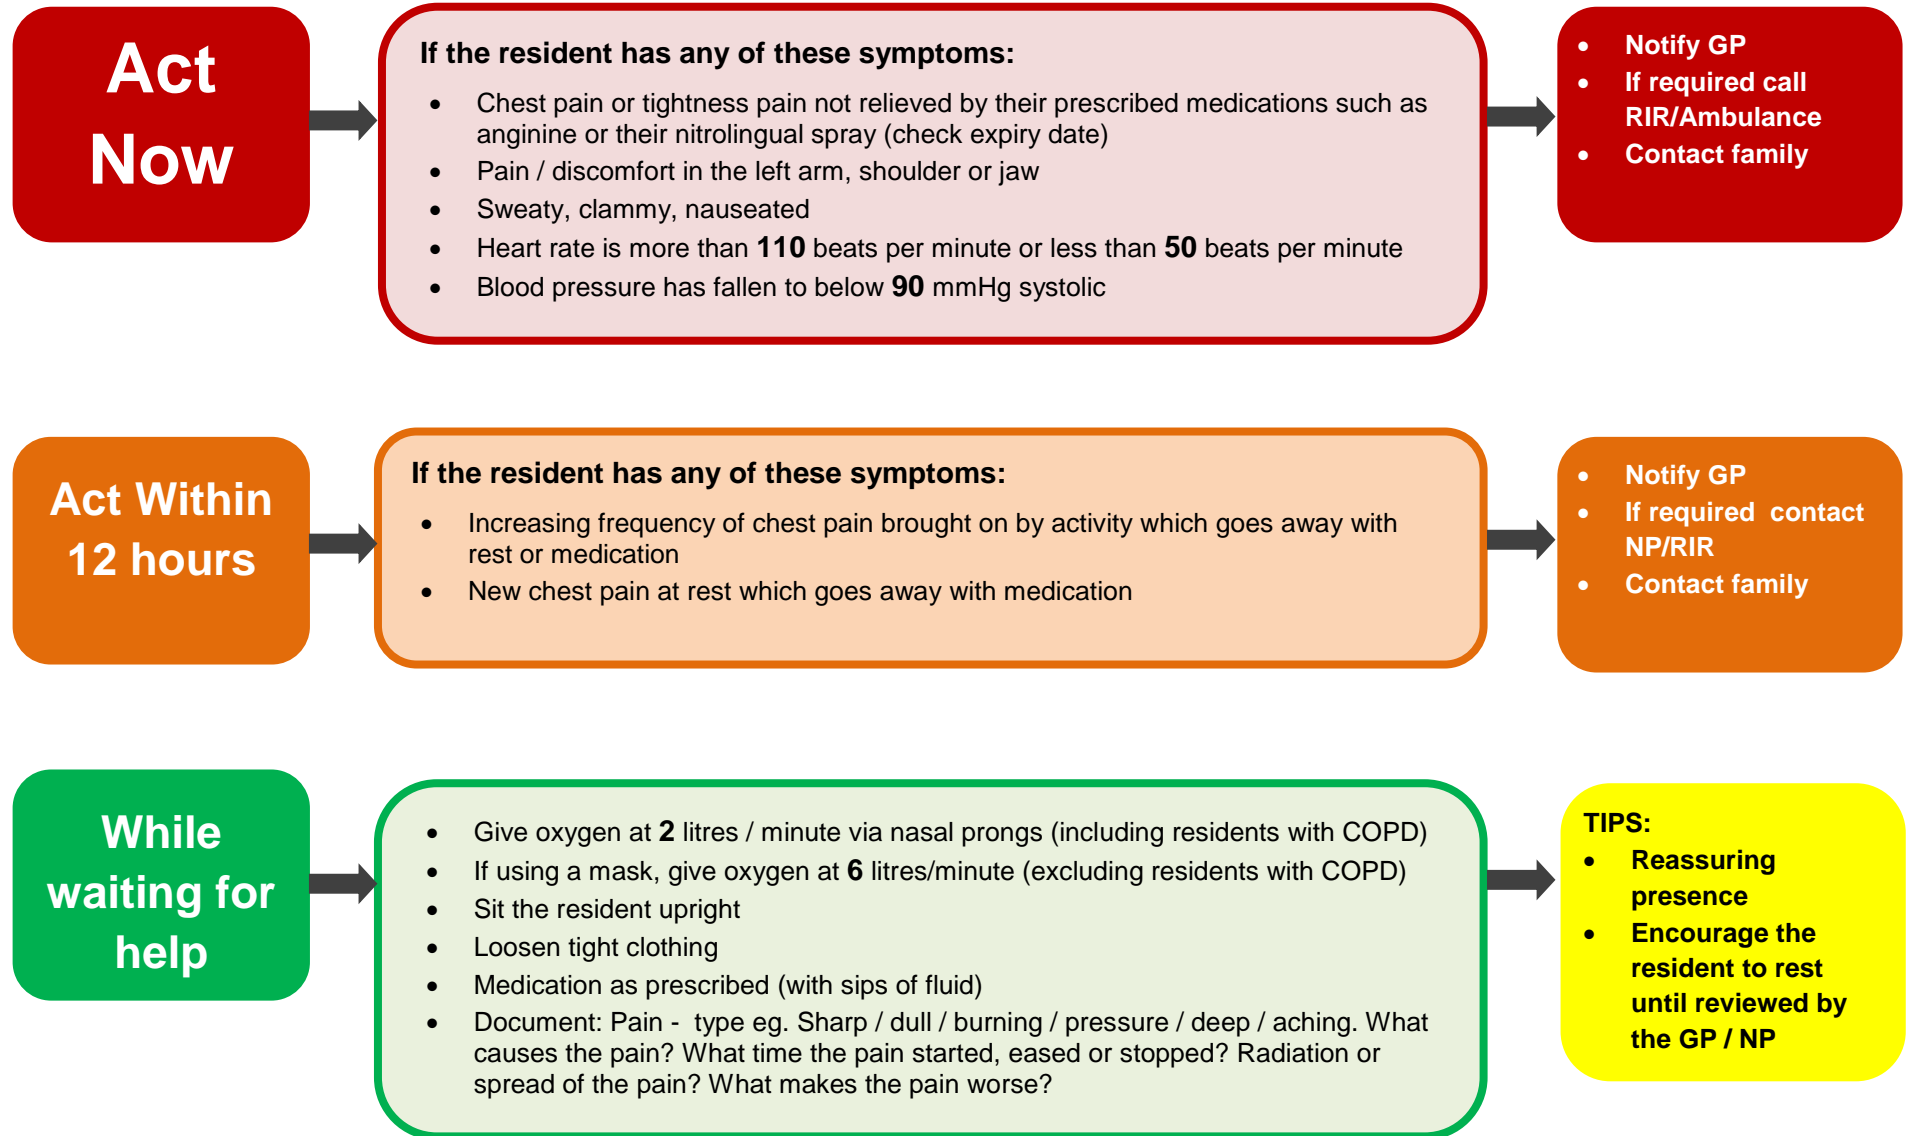 Act
Now
If the resident has any of these symptoms:
• Chest pain or tightness pain not relieved by their prescribed medications such as
anginine or their nitrolingual spray (check expiry date)
• Pain / discomfort in the left arm, shoulder or jaw
• Sweaty, clammy, nauseated
• Heart rate is more than 110 beats per minute or less than 50 beats per minute
• Blood pressure has fallen to below 90 mmHg systolic
• Notify GP
• If required call
RIR/Ambulance
• Contact family
Act Within
12 hours
If the resident has any of these symptoms:
• Increasing frequency of chest pain brought on by activity which goes away with
rest or medication
• New chest pain at rest which goes away with medication
• Notify GP
• If required contact
NP/RIR
• Contact family
While
waiting for
help
• Give oxygen at 2 litres / minute via nasal prongs (including residents with COPD)
• If using a mask, give oxygen at 6 litres/minute (excluding residents with COPD)
• Sit the resident upright
• Loosen tight clothing
• Medication as prescribed (with sips of fluid)
• Document: Pain - type eg. Sharp / dull / burning / pressure / deep / aching. What
causes the pain? What time the pain started, eased or stopped? Radiation or
spread of the pain? What makes the pain worse?
TIPS:
• Reassuring
presence
• Encourage the
resident to rest
until reviewed by
the GP / NP